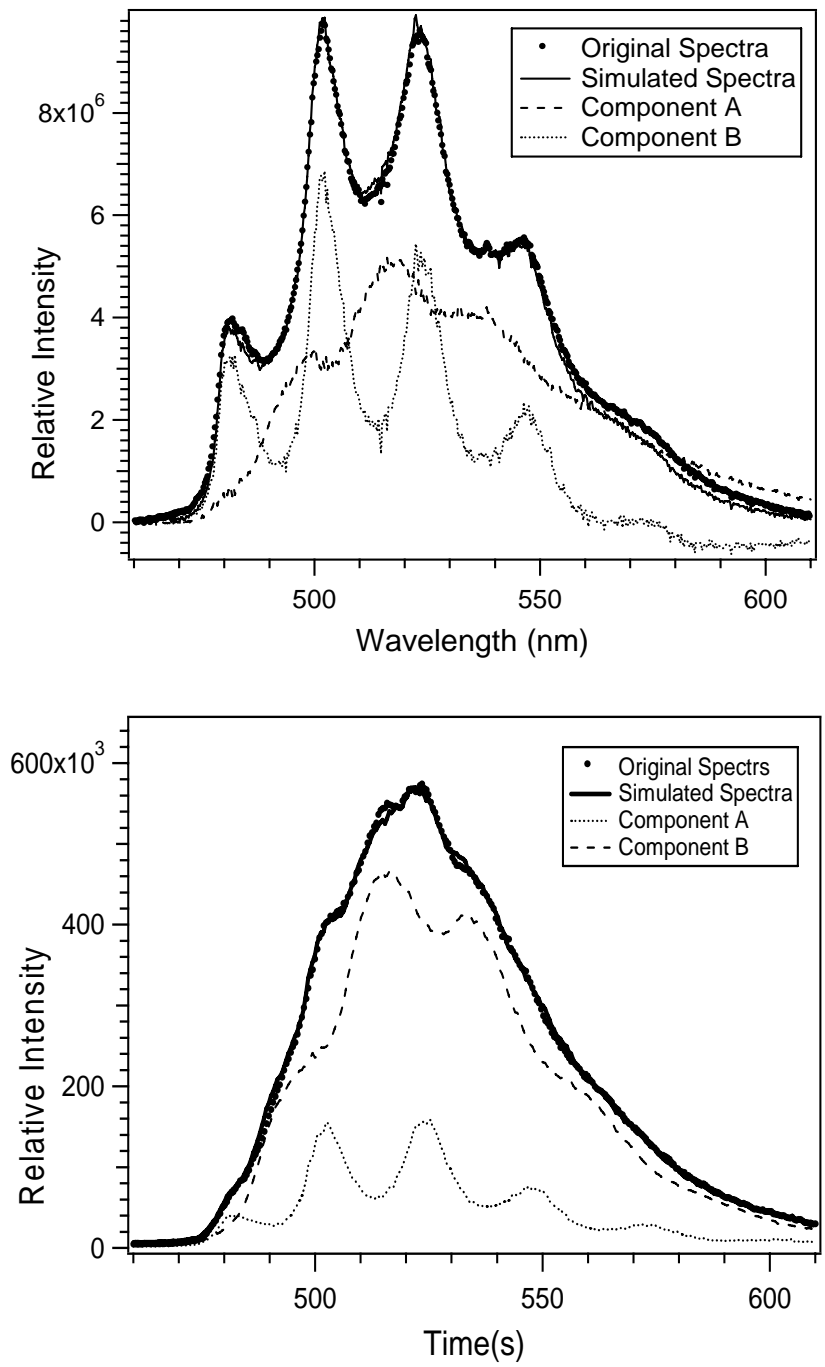 Original Spectra
Simulated Spectra
Component A
Component B
8x10⁶
6
4
2
0
Relative Intensity
500
550
600
Wavelength (nm)
Original Spectrs
Simulated Spectra
Component A
Component B
600x10³
400
200
0
Relative Intensity
500
550
600
Time(s)